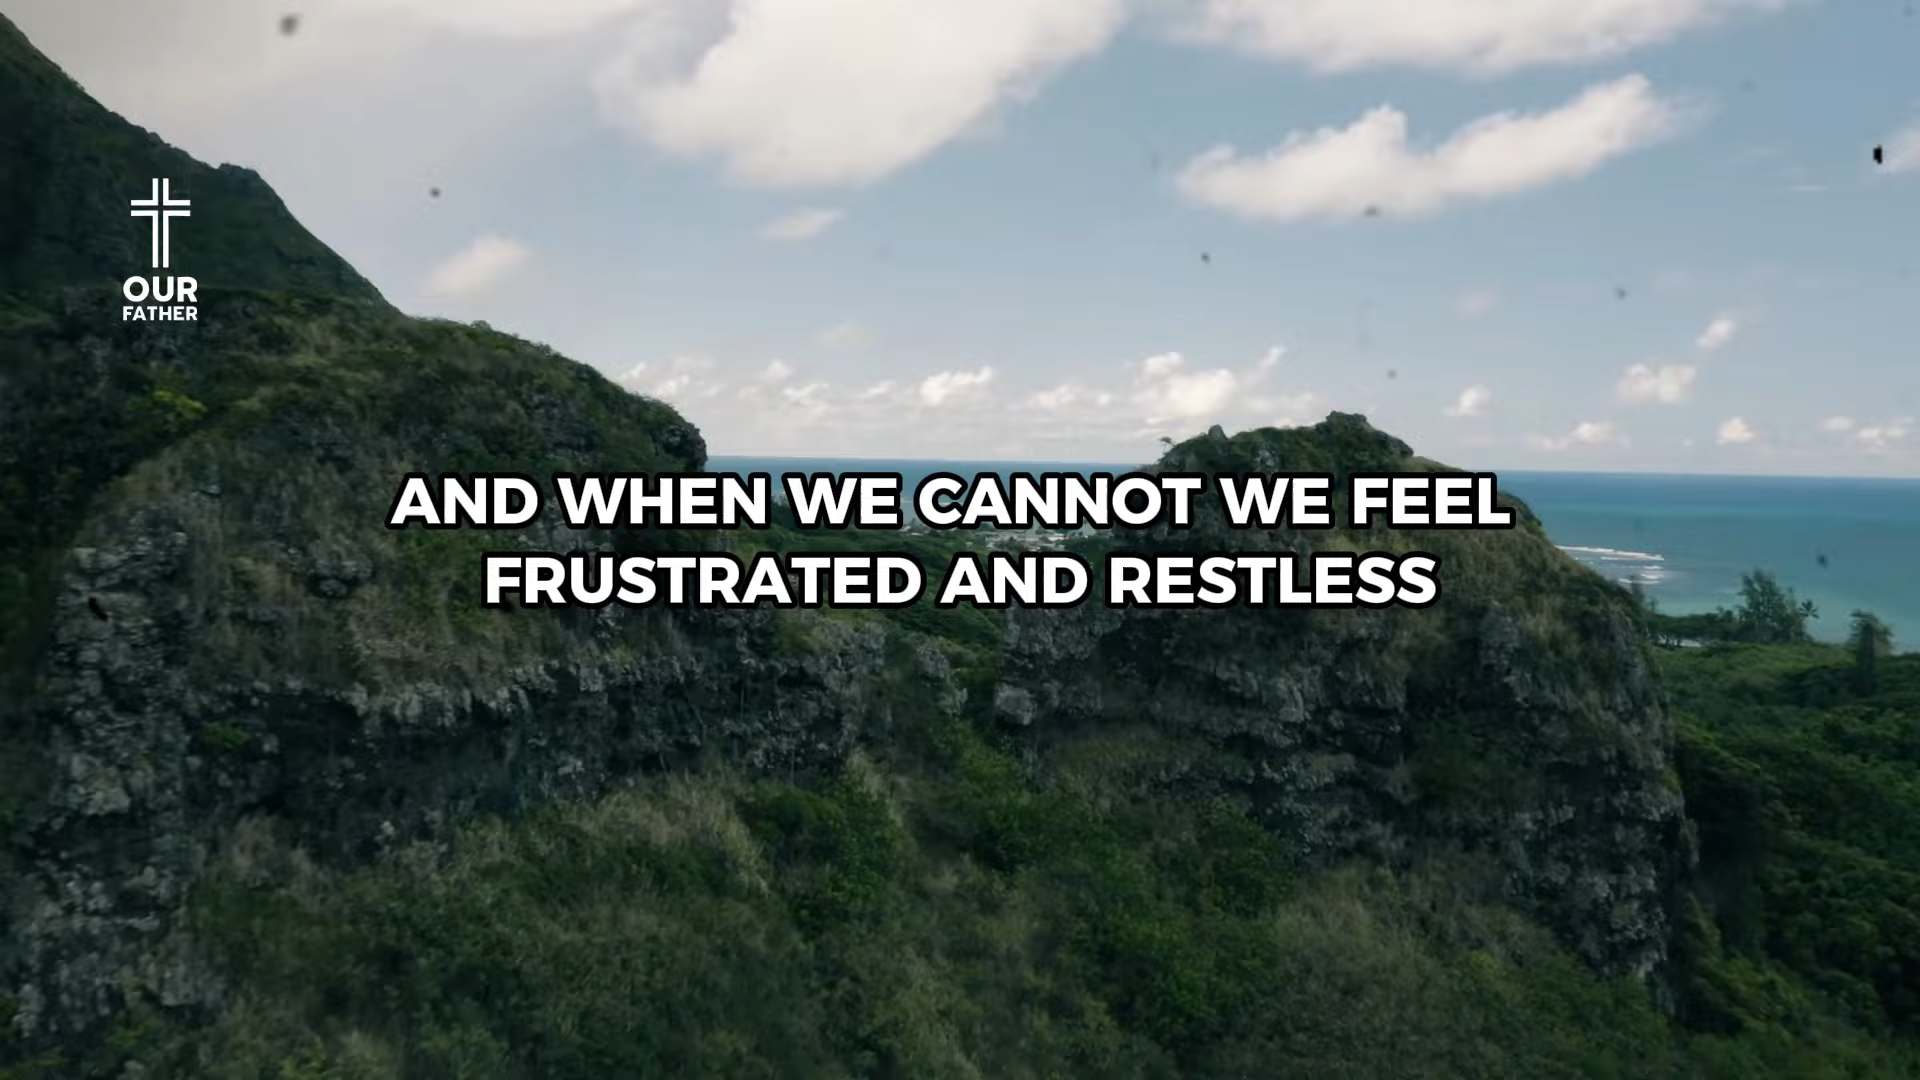 OUR
FATHER
AND WHEN WE CANNOT WE FEEL
FRUSTRATED AND RESTLESS